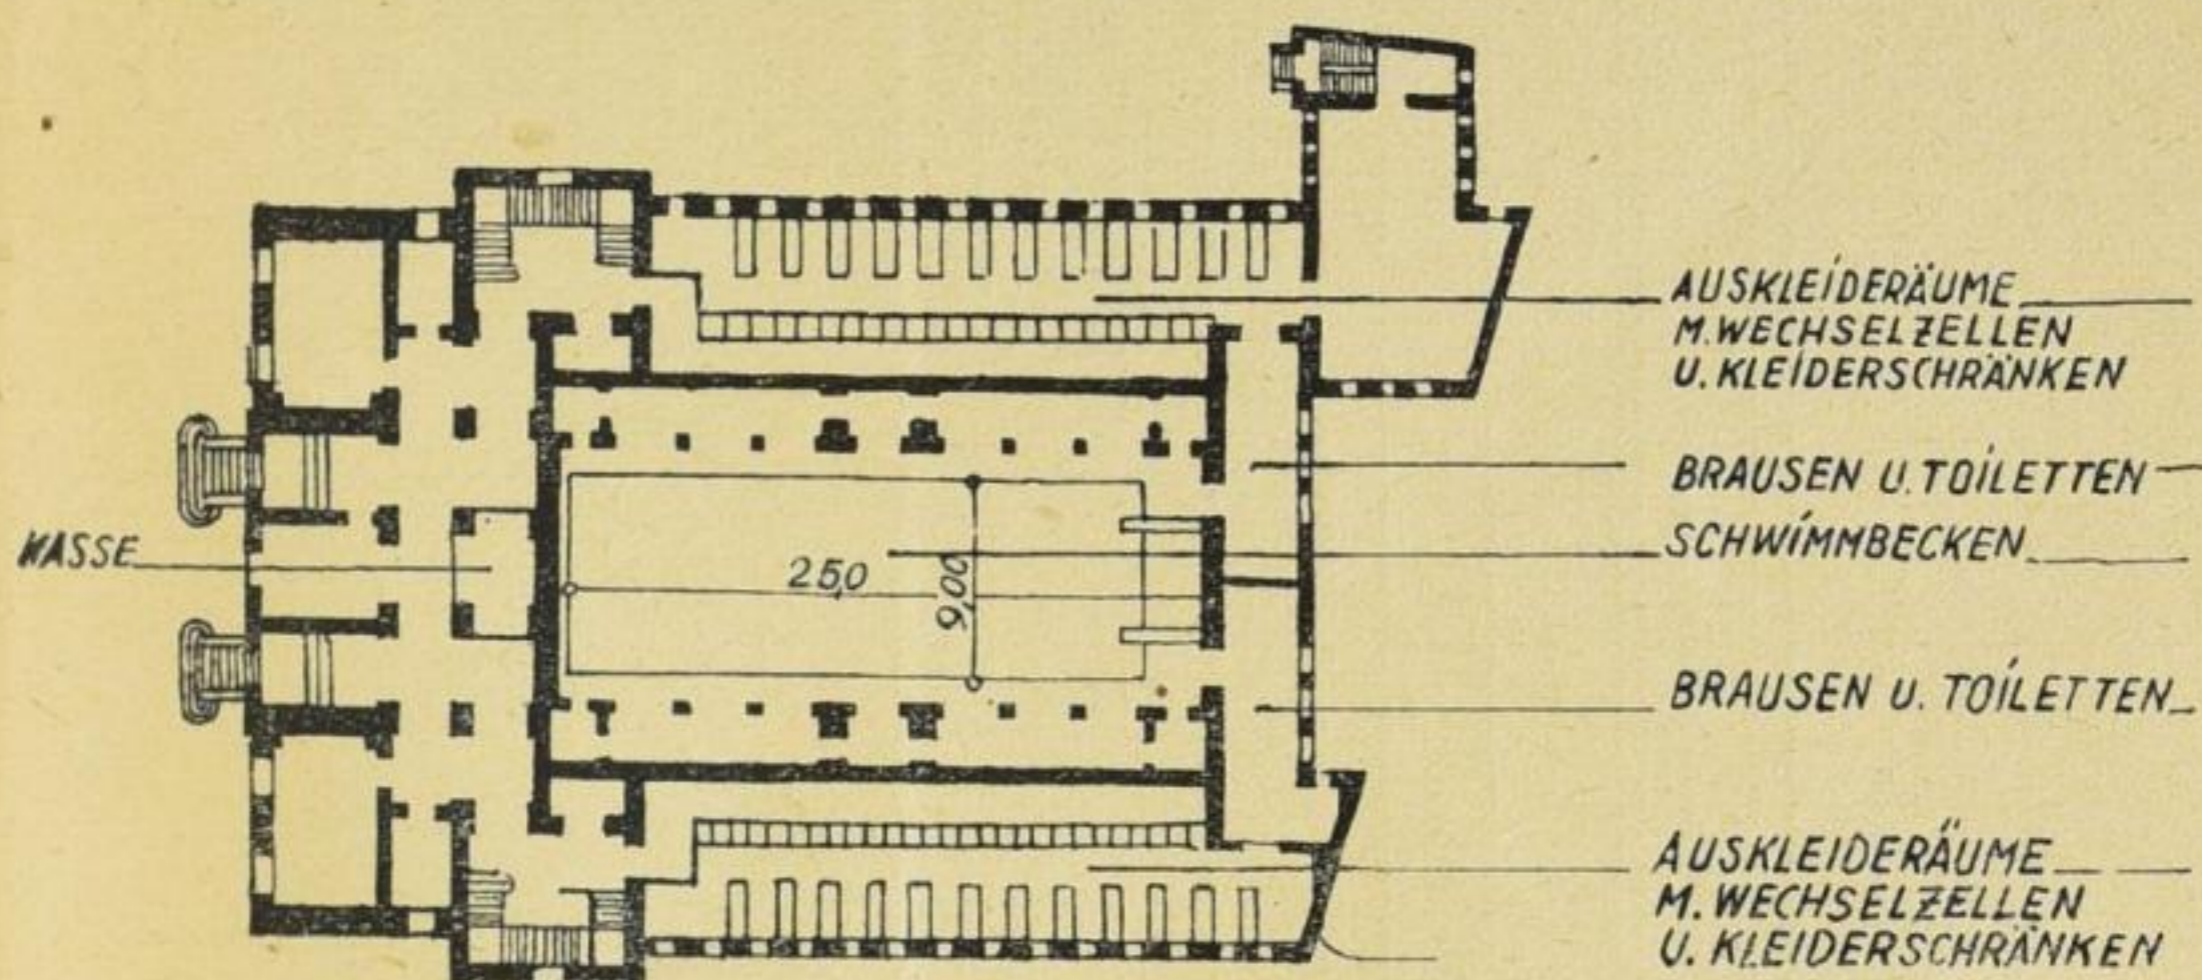 AUSKLEIDERÄUME
M. WECHSELZELLEN
U. KLEIDERSCHRÄNKEN
BRAUSEN U. TOILETTEN
KASSE
SCHWIMMBECKEN
25,0
9,00
BRAUSEN U. TOILETTEN
AUSKLEIDERÄUME
M. WECHSELZELLEN
U. KLEIDERSCHRÄNKEN